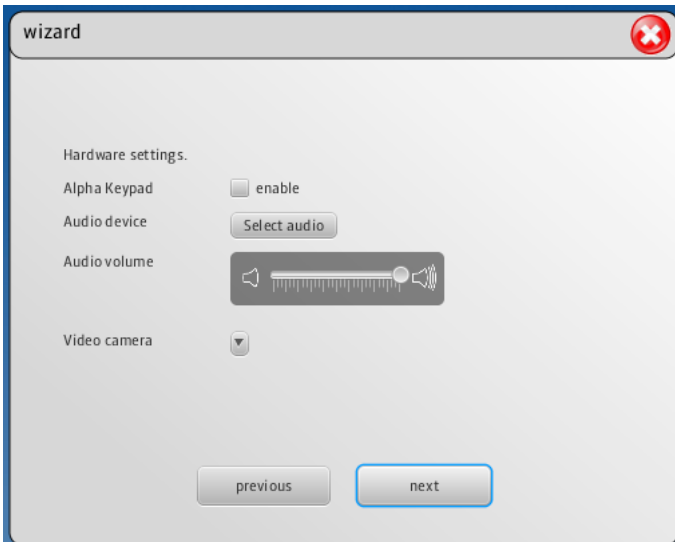 wizard
Hardware settings.
Alpha Keypad enable
Audio device Select audio
Audio volume
Video camera
previous next